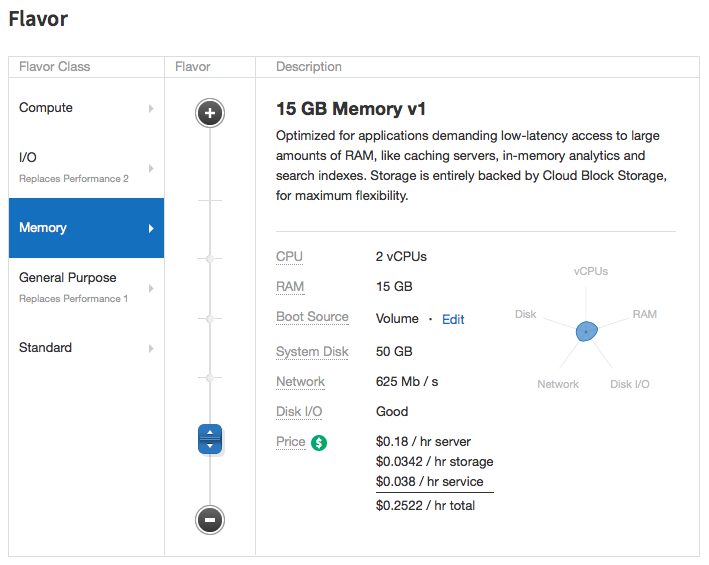 Flavor
Flavor Class
Flavor
Description
Compute
I/O
Replaces Performance 2
Memory
General Purpose
Replaces Performance 1
Standard
15 GB Memory v1
Optimized for applications demanding low-latency access to large
amounts of RAM, like caching servers, in-memory analytics and
search indexes. Storage is entirely backed by Cloud Block Storage,
for maximum flexibility.
CPU 2 vCPUs
RAM 15 GB
Boot Source Volume · Edit
System Disk 50 GB
Network 625 Mb / s
Disk I/O Good
Price $ $0.18 / hr server
$0.0342 / hr storage
$0.038 / hr service
$0.2522 / hr total
vCPUs
Disk
RAM
Network
Disk I/O